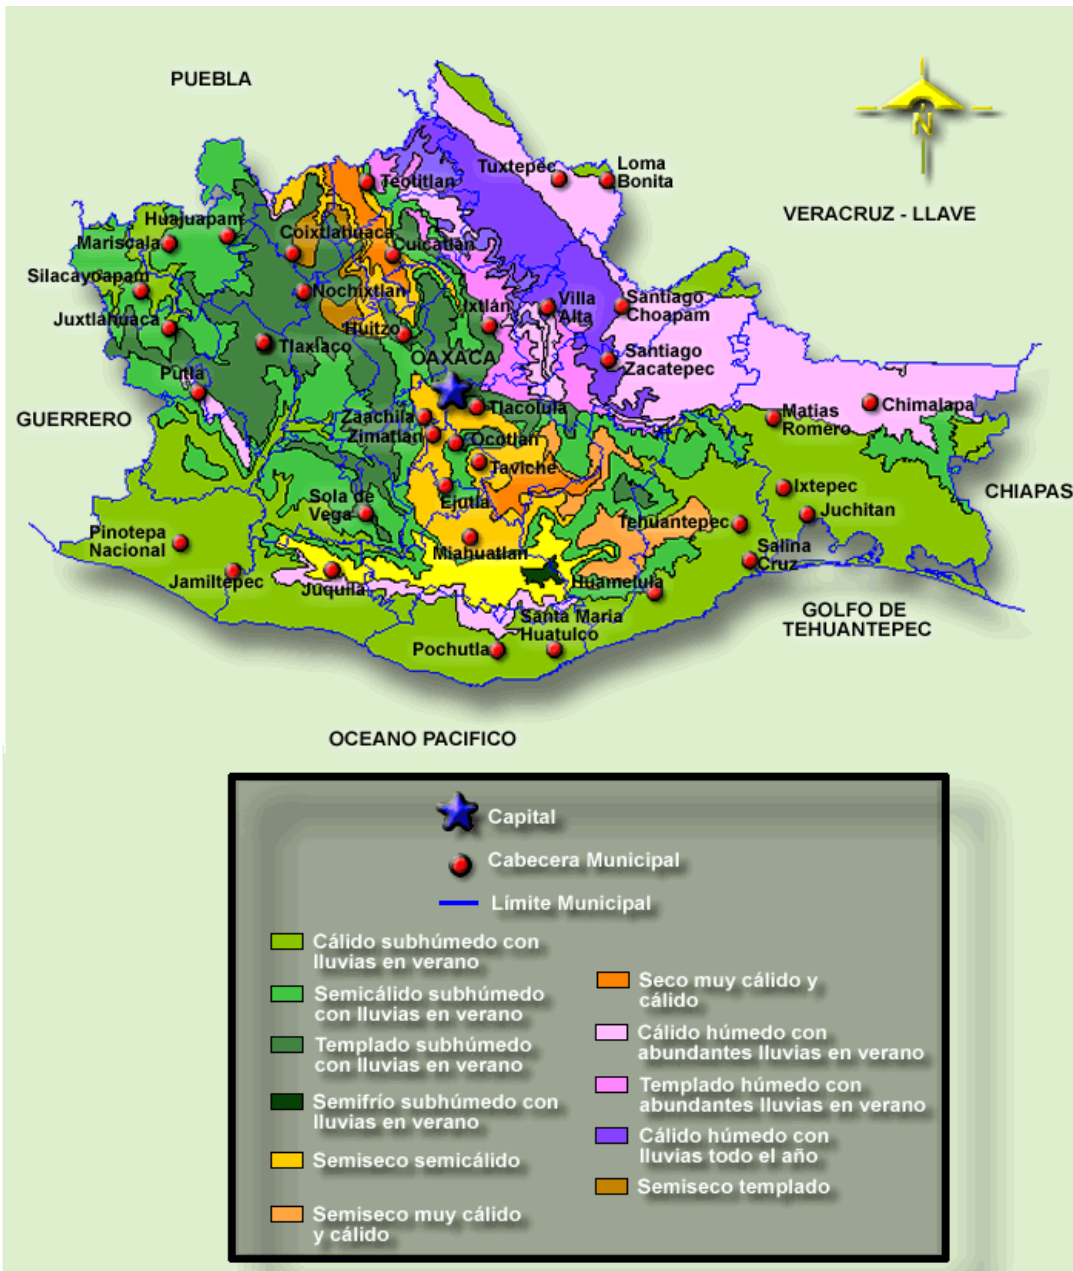 PUEBLA
Tuxtepec
Loma
Bonita
Teotitlan
VERACRUZ - LLAVE
Huajuapam
Mariscala
Coixtlahuaca
Cuicatlán
Silacayoapam
Nochixtlan
Ixtlán
Villa
Alta
Santiago
Choapam
Juxtlahuaca
Huitzo
Tlaxiaco
OAXACA
Santiago
Zacatepec
Putla
GUERRERO
Zaachila
Tlacolula
Chimalapa
Matias
Romero
Zimatlan
Ocotlan
Taviche
CHIAPAS
Ixtepec
Ejutla
Sola de
Vega
Juchitan
Tehuantepec
Pinotepa
Nacional
Miahuatlan
Salina
Cruz
Jamiltepec
Juquila
Huamelula
GOLFO DE
TEHUANTEPEC
Santa Maria
Huatulco
Pochutla
OCEANO PACIFICO
N
Capital
Cabecera Municipal
Límite Municipal
Cálido subhúmedo con
lluvias en verano
Semicálido subhúmedo
con lluvias en verano
Templado subhúmedo
con lluvias en verano
Semifrío subhúmedo con
lluvias en verano
Semiseco semicálido
Semiseco muy cálido
y cálido
Seco muy cálido y
cálido
Cálido húmedo con
abundantes lluvias en verano
Templado húmedo con
abundantes lluvias en verano
Cálido húmedo con
lluvias todo el año
Semiseco templado